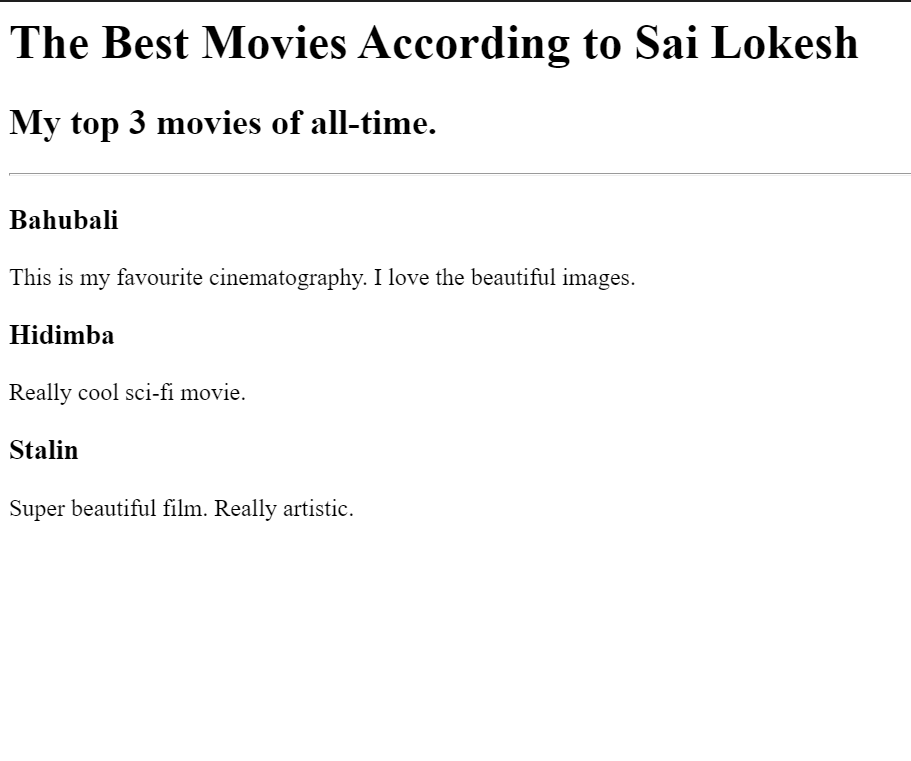 The Best Movies According to Sai Lokesh
My top 3 movies of all-time.
Bahubali
This is my favourite cinematography. I love the beautiful images.
Hidimba
Really cool sci-fi movie.
Stalin
Super beautiful film. Really artistic.